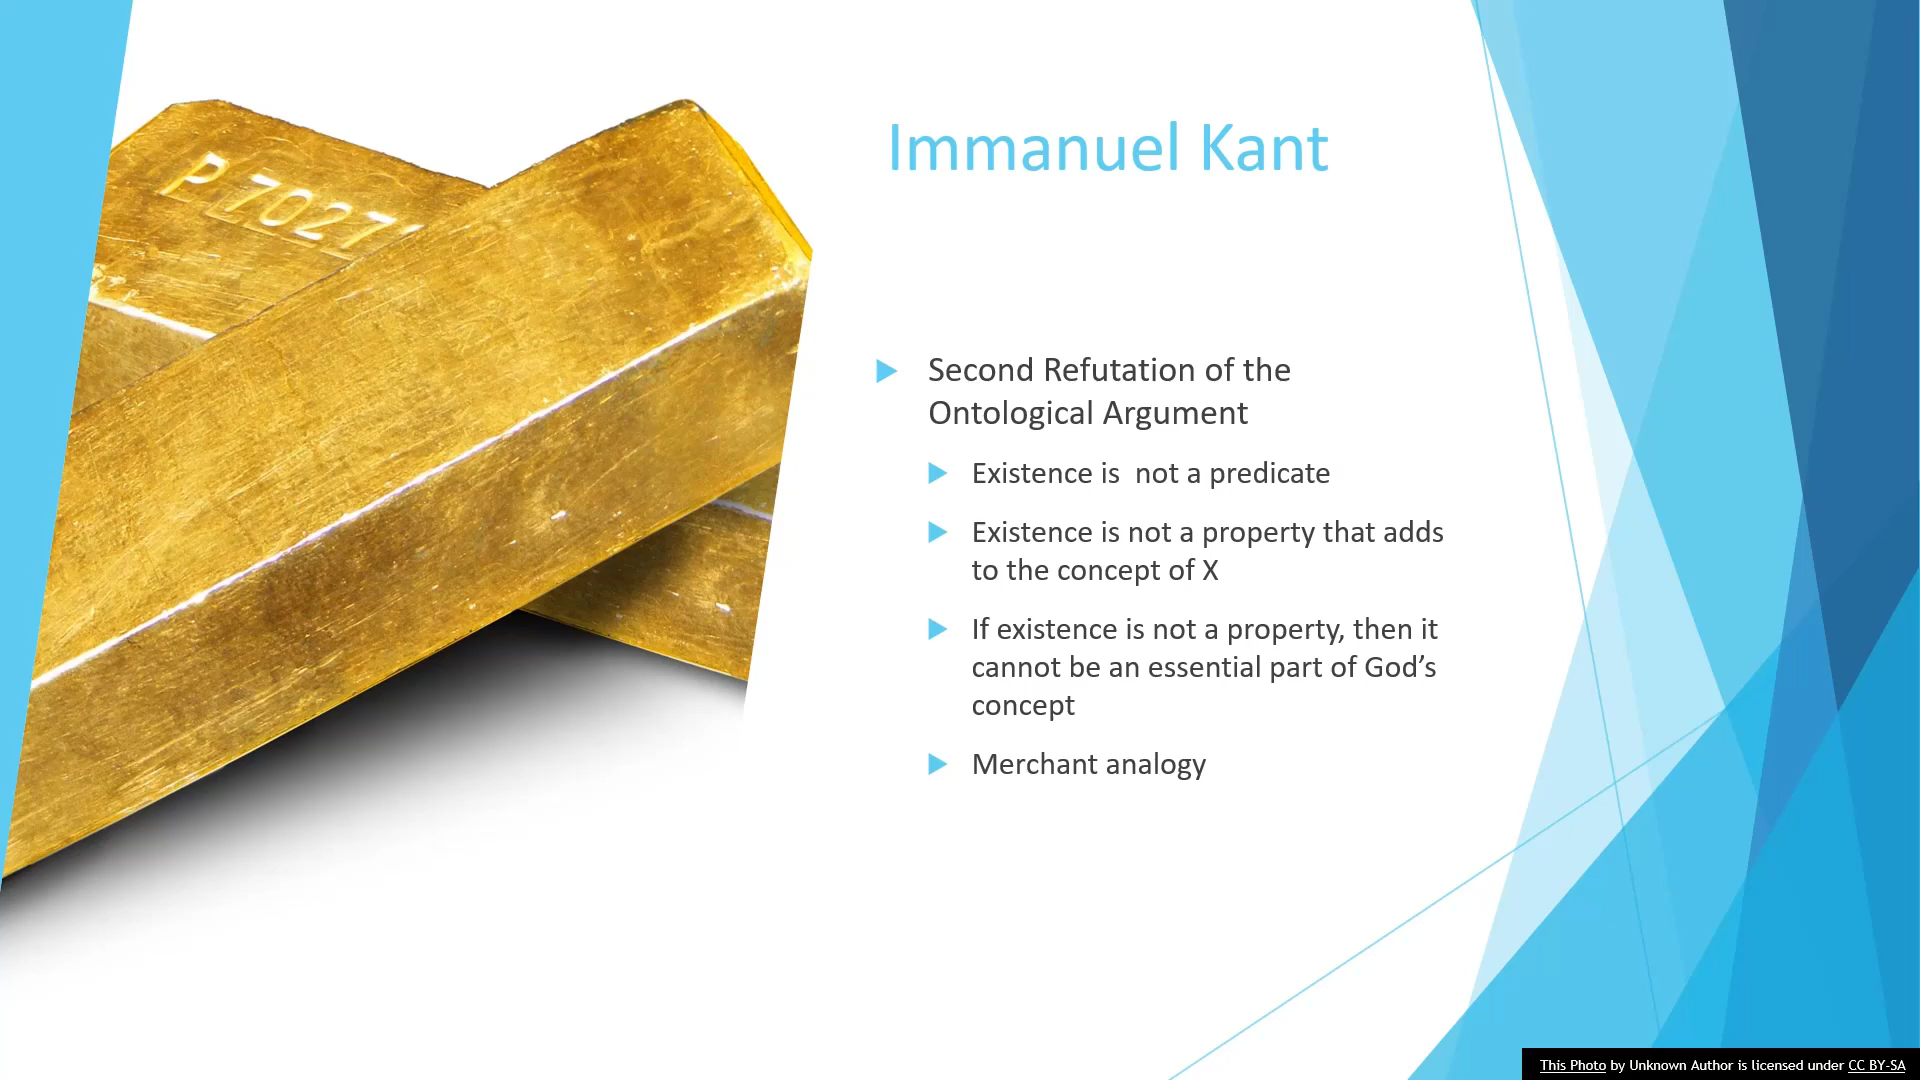 P 7027
Immanuel Kant
Second Refutation of the
Ontological Argument
Existence is  not a predicate
Existence is not a property that adds
to the concept of X
If existence is not a property, then it
cannot be an essential part of God’s
concept
Merchant analogy
This Photo by Unknown Author is licensed under CC BY-SA